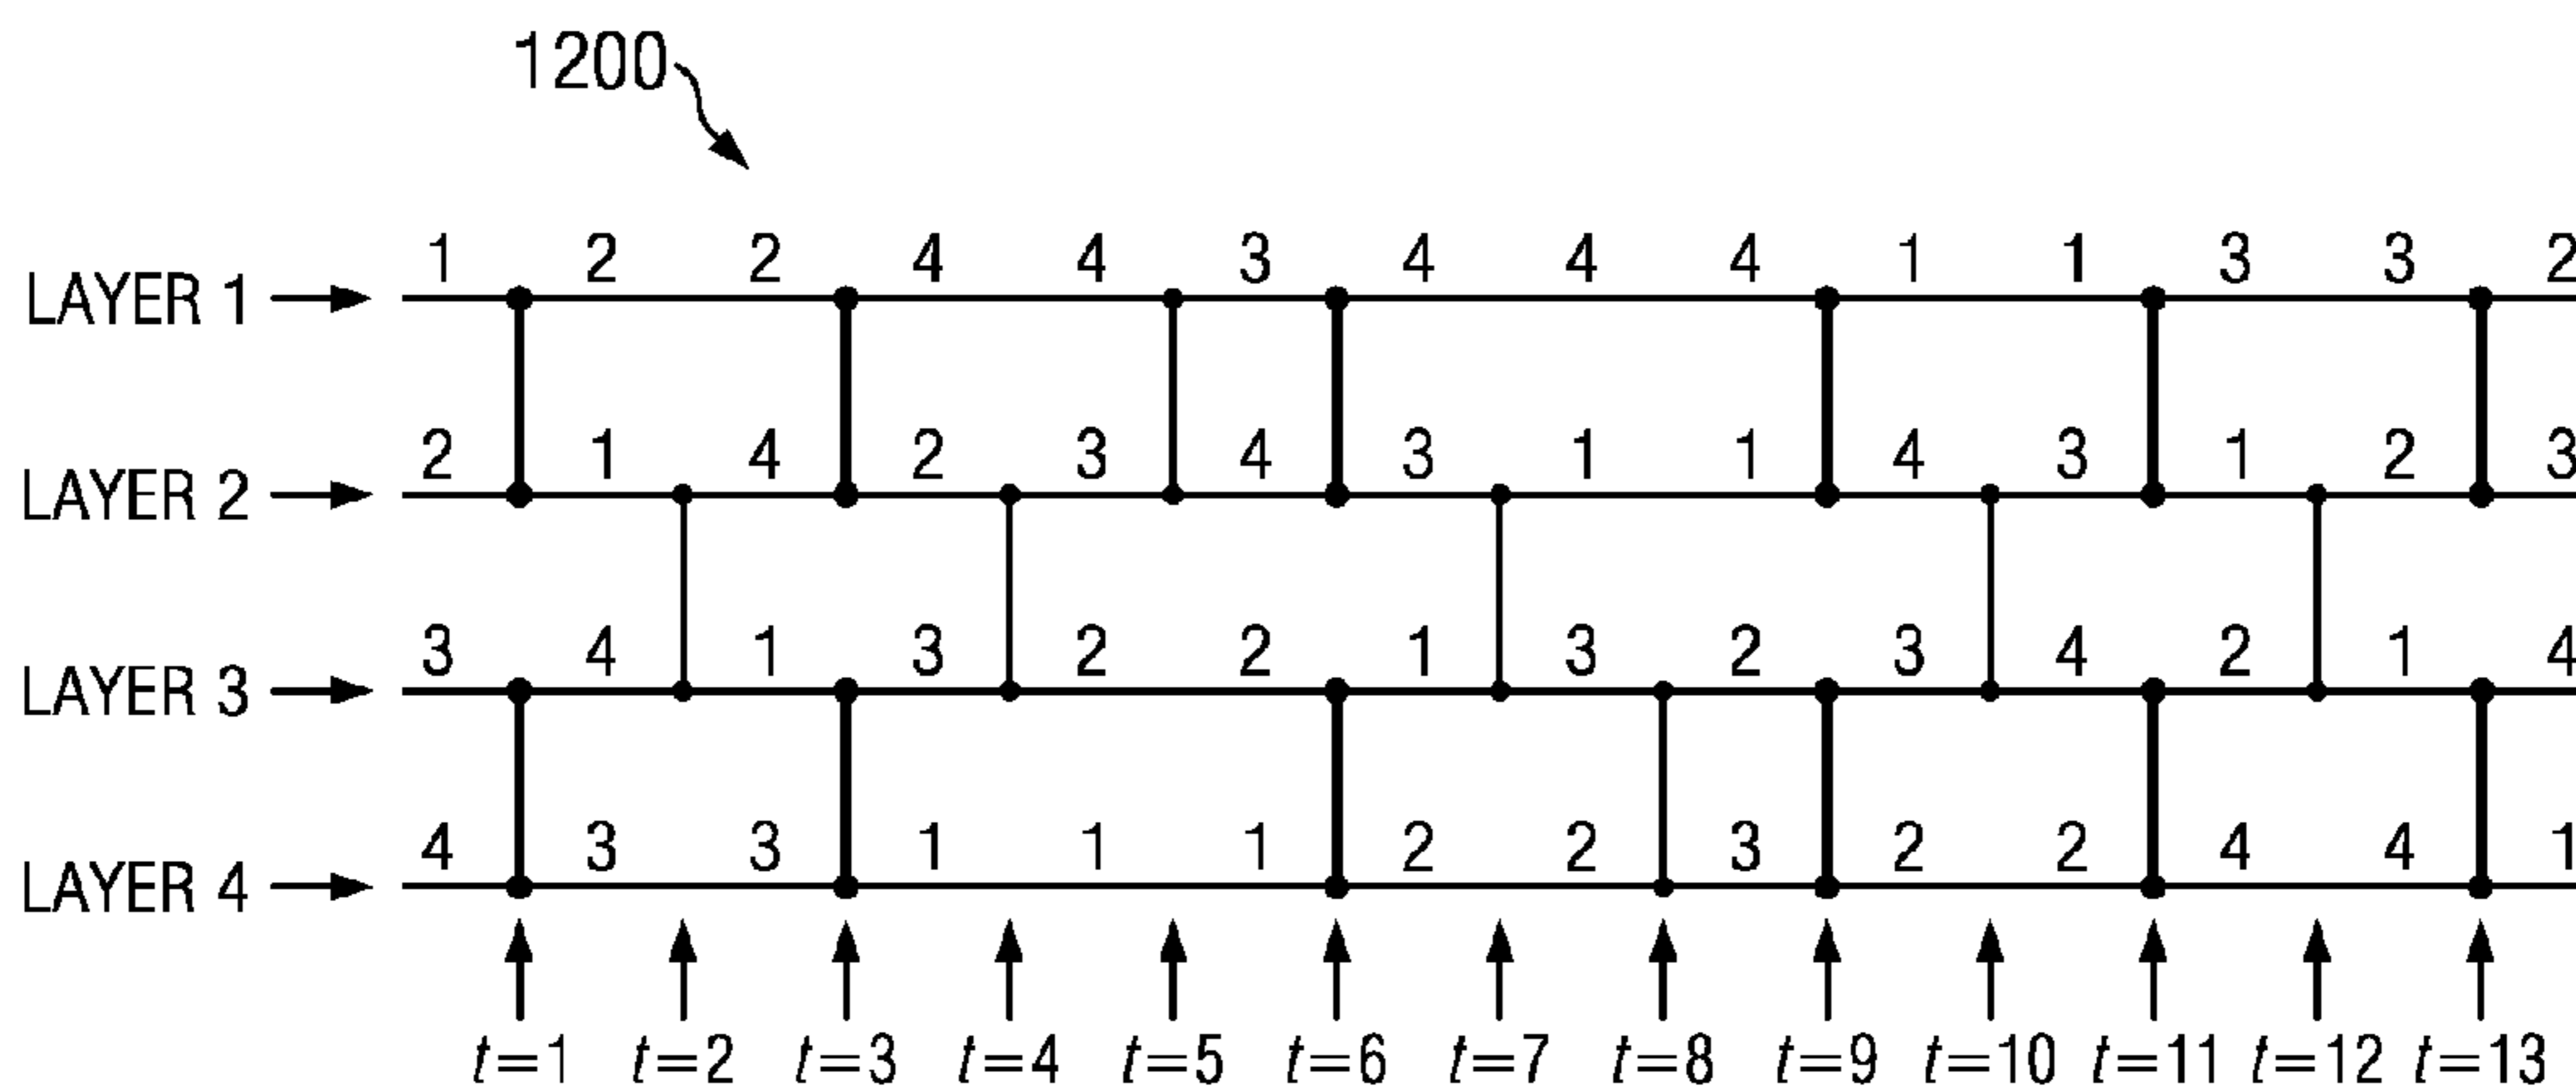 1200
1 2 2 4 4 3 4 4 4 1 1 3 3 2
LAYER 1
2 1 4 2 3 4 3 1 1 4 3 1 2 3
LAYER 2
3 4 1 3 2 2 1 3 2 3 4 2 1 4
LAYER 3
4 3 3 1 1 1 2 2 3 2 2 4 4 1
LAYER 4
t=1 t=2 t=3 t=4 t=5 t=6 t=7 t=8 t=9 t=10 t=11 t=12 t=13